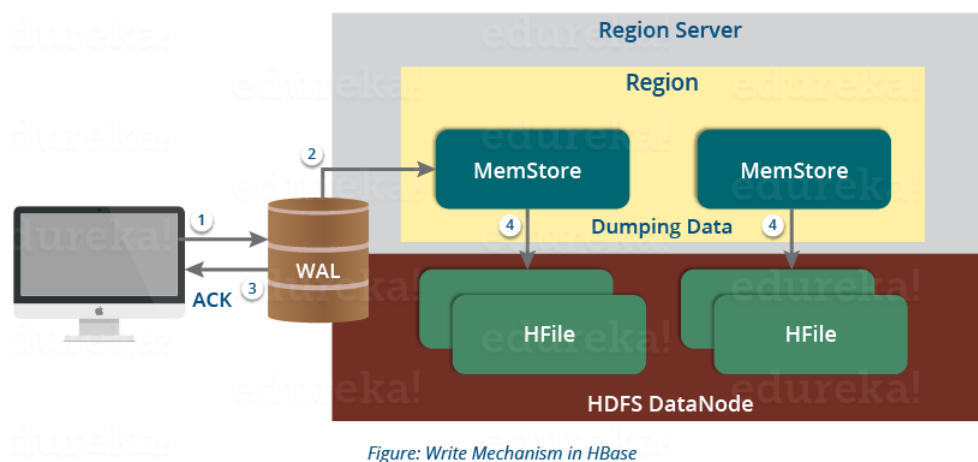 edureka!
Region Server
Region
2
MemStore
MemStore
1
4
Dumping Data
4
WAL
ACK
3
HFile
HFile
HDFS DataNode
Figure: Write Mechanism in HBase